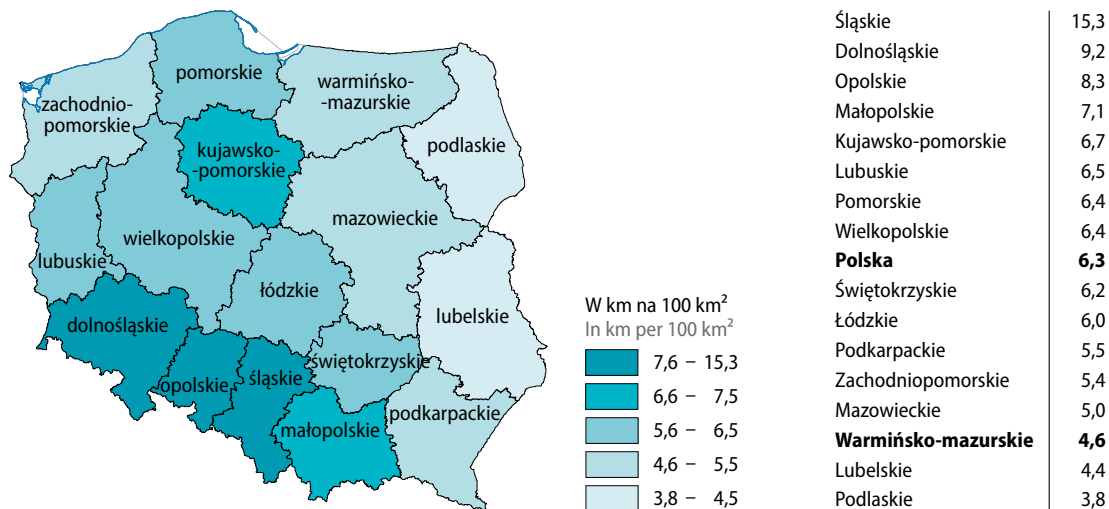 pomorskie
warmińsko-
-mazurskie
zachodnio-
pomorskie
podlaskie
kujawsko-
-pomorskie
mazowieckie
wielkopolskie
lubuskie
łódzkie
lubelskie
dolnośląskie
świętokrzyskie
opolskie
śląskie
podkarpackie
małopolskie
W km na 100 km²
In km per 100 km²
7,6 – 15,3
6,6 – 7,5
5,6 – 6,5
4,6 – 5,5
3,8 – 4,5
Śląskie 15,3
Dolnośląskie 9,2
Opolskie 8,3
Małopolskie 7,1
Kujawsko-pomorskie 6,7
Lubuskie 6,5
Pomorskie 6,4
Wielkopolskie 6,4
Polska 6,3
Świętokrzyskie 6,2
Łódzkie 6,0
Podkarpackie 5,5
Zachodniopomorskie 5,4
Mazowieckie 5,0
Warmińsko-mazurskie 4,6
Lubelskie 4,4
Podlaskie 3,8